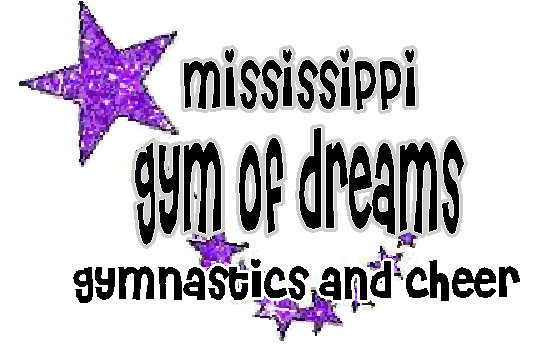 mississippi
gym of dreams
gymnastics and cheer